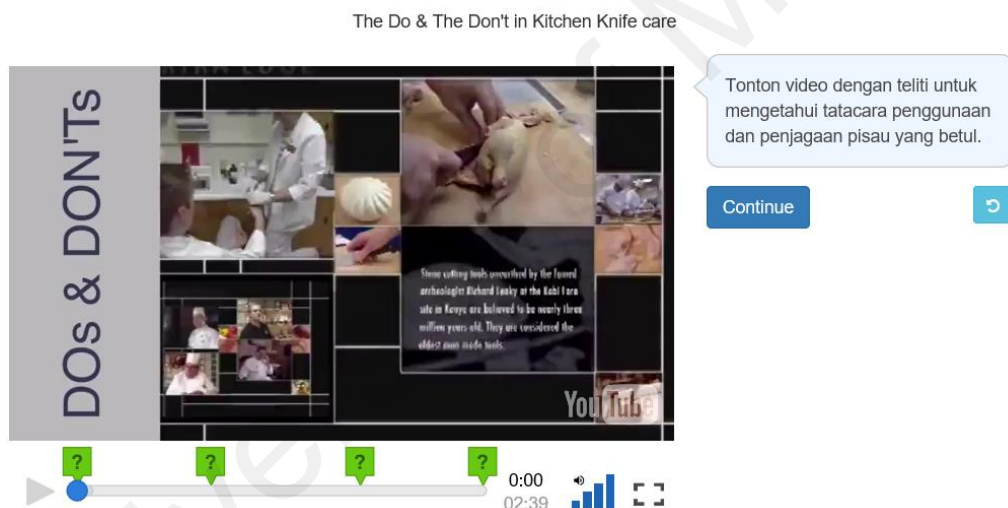 The Do & The Don't in Kitchen Knife care
DOs & DON'Ts
Stone cutting tools unearthed by the famed
archeologist Richard Leaky at the Kobi Fora
site in Kenya are believed to be nearly three
million years old. They are considered the
oldest man made tools.
YouTube
Tonton video dengan teliti untuk
mengetahui tatacara penggunaan
dan penjagaan pisau yang betul.
Continue
?
?
?
?
0:00
02:39